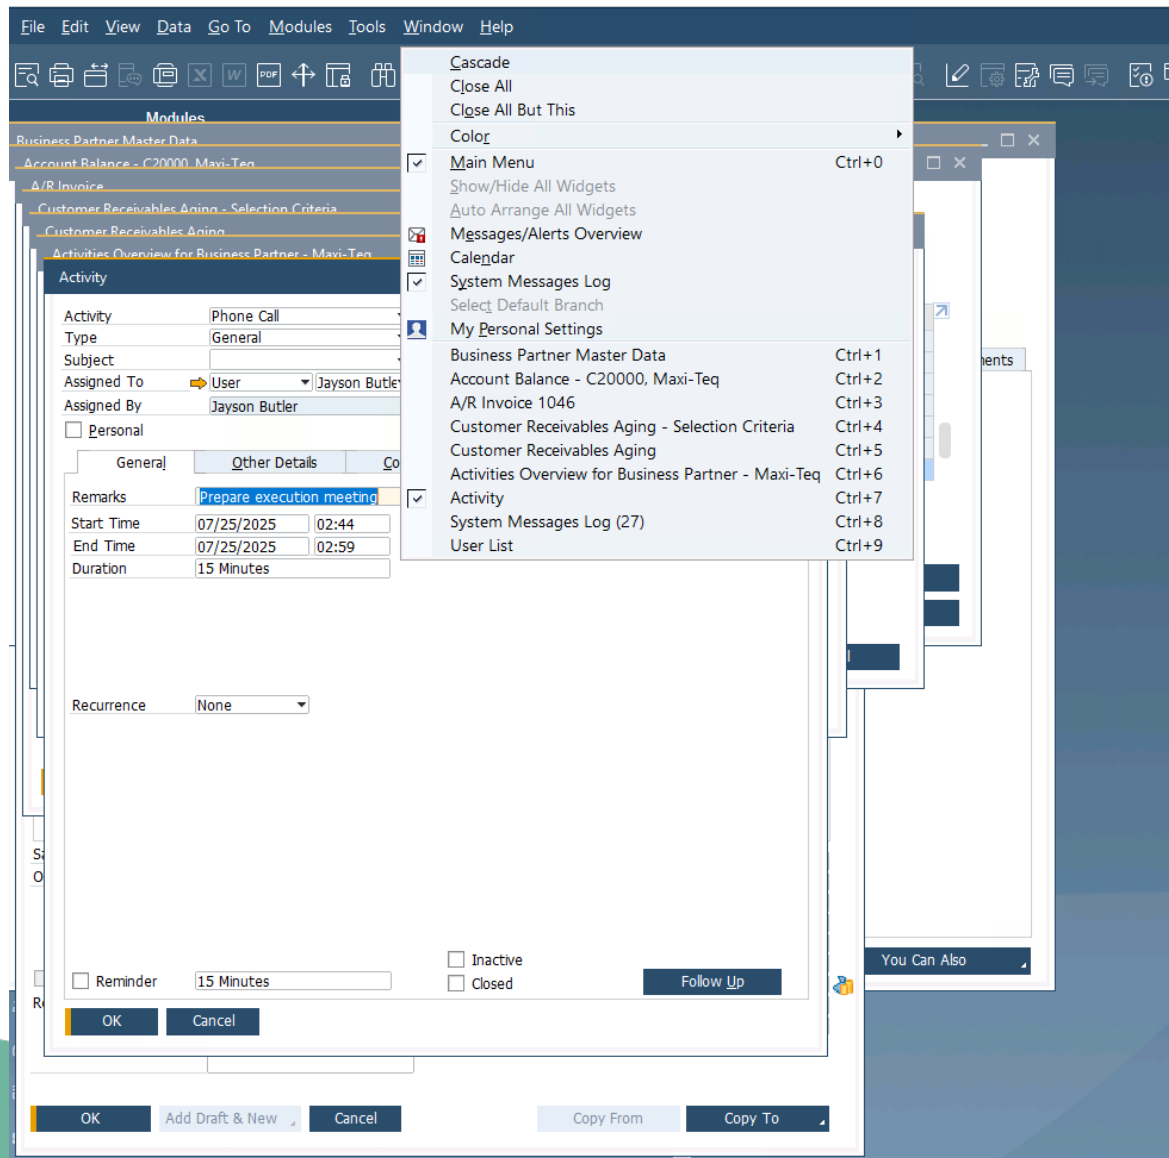 File Edit View Data Go To Modules Tools Window Help
X W PDF
Modules
Business Partner Master Data
Account Balance - C20000, Maxi-Teq
A/R Invoice
Customer Receivables Aging - Selection Criteria
Customer Receivables Aging
Activities Overview for Business Partner - Maxi-Teq
Activity
Cascade
Close All
Close All But This
Color
Main Menu Ctrl+0
Show/Hide All Widgets
Auto Arrange All Widgets
Messages/Alerts Overview
Calendar
System Messages Log
Select Default Branch
My Personal Settings
Business Partner Master Data Ctrl+1
Account Balance - C20000, Maxi-Teq Ctrl+2
A/R Invoice 1046 Ctrl+3
Customer Receivables Aging - Selection Criteria Ctrl+4
Customer Receivables Aging Ctrl+5
Activities Overview for Business Partner - Maxi-Teq Ctrl+6
Activity Ctrl+7
System Messages Log (27) Ctrl+8
User List Ctrl+9
Activity Phone Call
Type General
Subject
Assigned To User Jayson Butle
Assigned By Jayson Butler
Personal
General Other Details Co
ents
Remarks Prepare execution meeting
Start Time 07/25/2025 02:44
End Time 07/25/2025 02:59
Duration 15 Minutes
Recurrence None
Inactive
Reminder 15 Minutes Closed Follow Up
OK Cancel
You Can Also
OK Add Draft & New Cancel Copy From Copy To